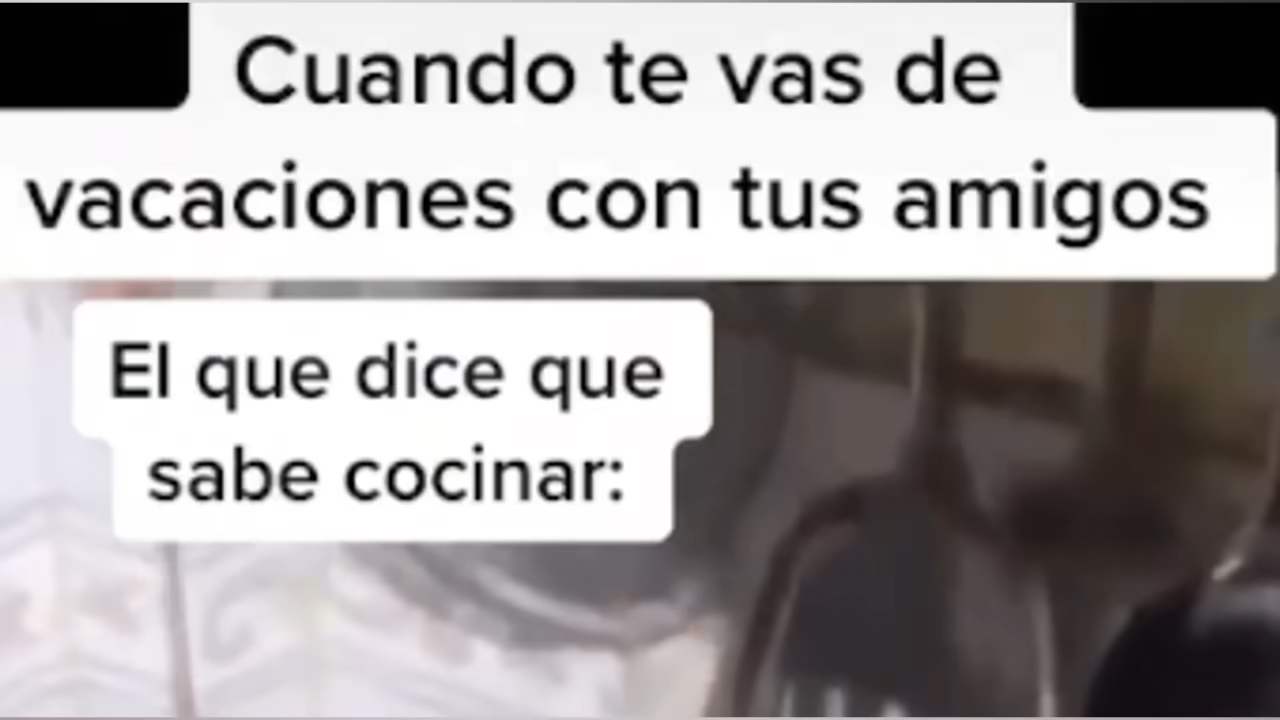 Cuando te vas de
vacaciones con tus amigos
El que dice que
sabe cocinar: